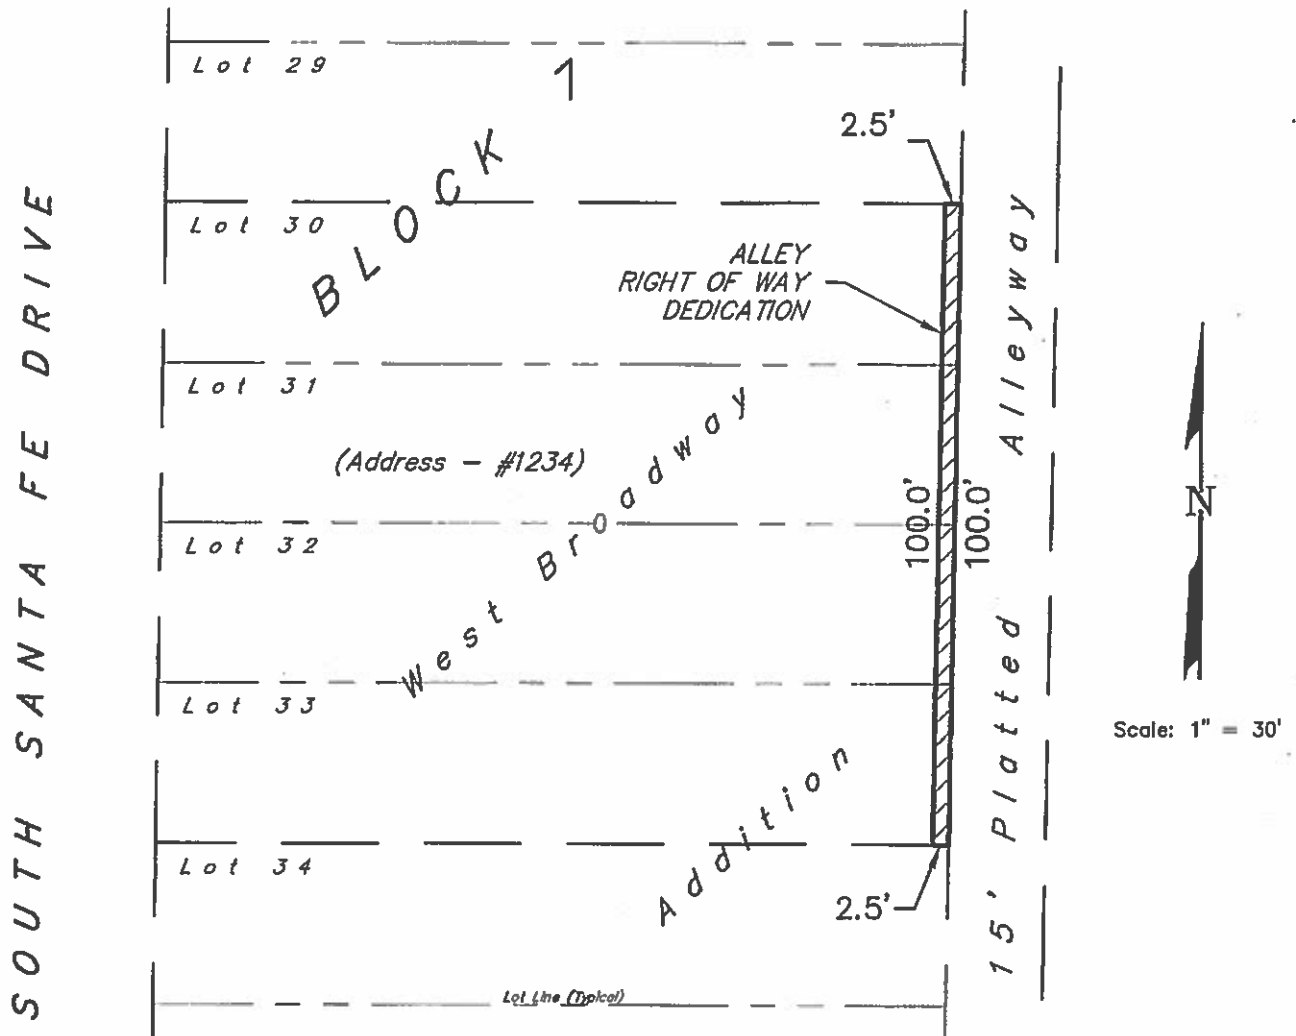 Lot 29
1
BLOCK
2.5'
Lot 30
ALLEY
RIGHT OF WAY
DEDICATION
Lot 31
(Address - #1234)
West Broadway
Addition
100.0'
100.0'
Lot 32
Lot 33
Lot 34
2.5'
Lot Line (Typical)
SOUTH SANTA FE DRIVE
15' Platted Alleyway
N
Scale: 1" = 30'